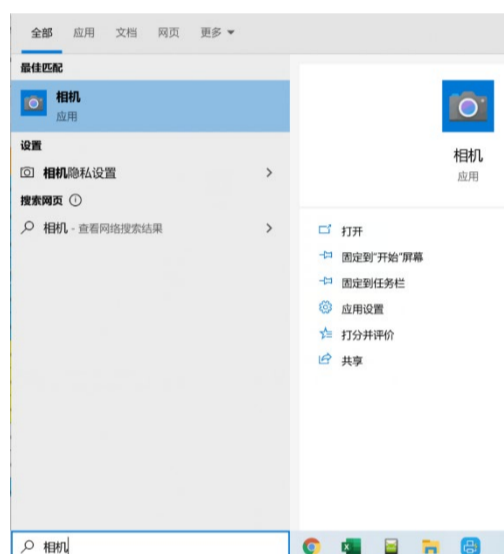 全部 应用 文档 网页 更多
最佳匹配
相机
应用
设置
相机隐私设置
搜索网页
相机 - 查看网络搜索结果
相机
应用
打开
固定到"开始"屏幕
固定到任务栏
应用设置
打分并评价
共享
相机